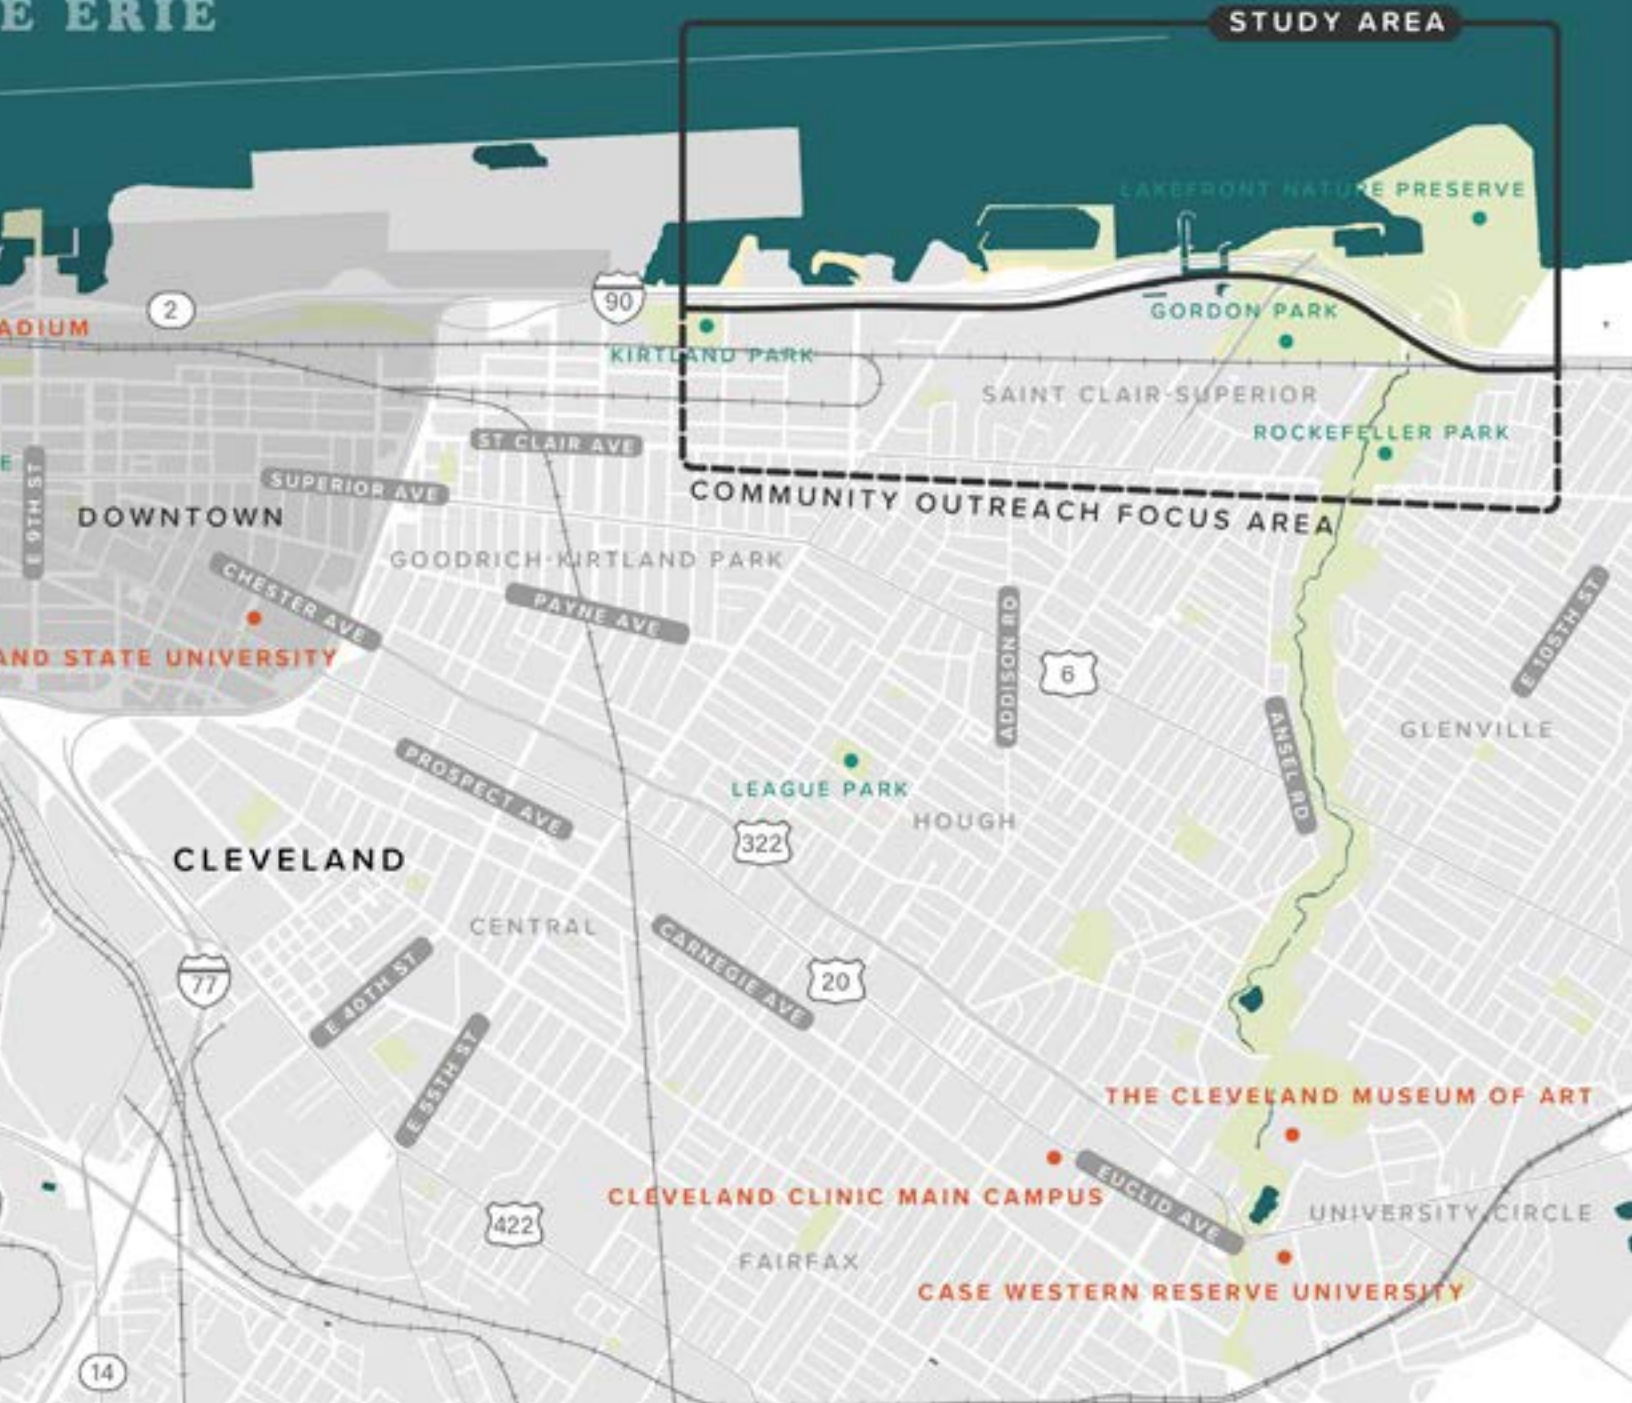 E ERIE
STUDY AREA
LAKEFRONT NATURE PRESERVE
90
2
GORDON PARK
ADIUM
KIRTLAND PARK
SAINT CLAIR-SUPERIOR
ROCKEFELLER PARK
ST CLAIR AVE
E
SUPERIOR AVE
COMMUNITY OUTREACH FOCUS AREA
E 9TH ST
DOWNTOWN
GOODRICH-KIRTLAND PARK
CHESTER AVE
PAYNE AVE
ADDISON RD
E 105TH ST
AND STATE UNIVERSITY
6
GLENVILLE
ANSEL RD
PROSPECT AVE
LEAGUE PARK
HOUGH
322
CLEVELAND
CENTRAL
CARNEGIE AVE
77
20
E 40TH ST
E 55TH ST
THE CLEVELAND MUSEUM OF ART
CLEVELAND CLINIC MAIN CAMPUS
EUCLID AVE
422
UNIVERSITY CIRCLE
FAIRFAX
CASE WESTERN RESERVE UNIVERSITY
14